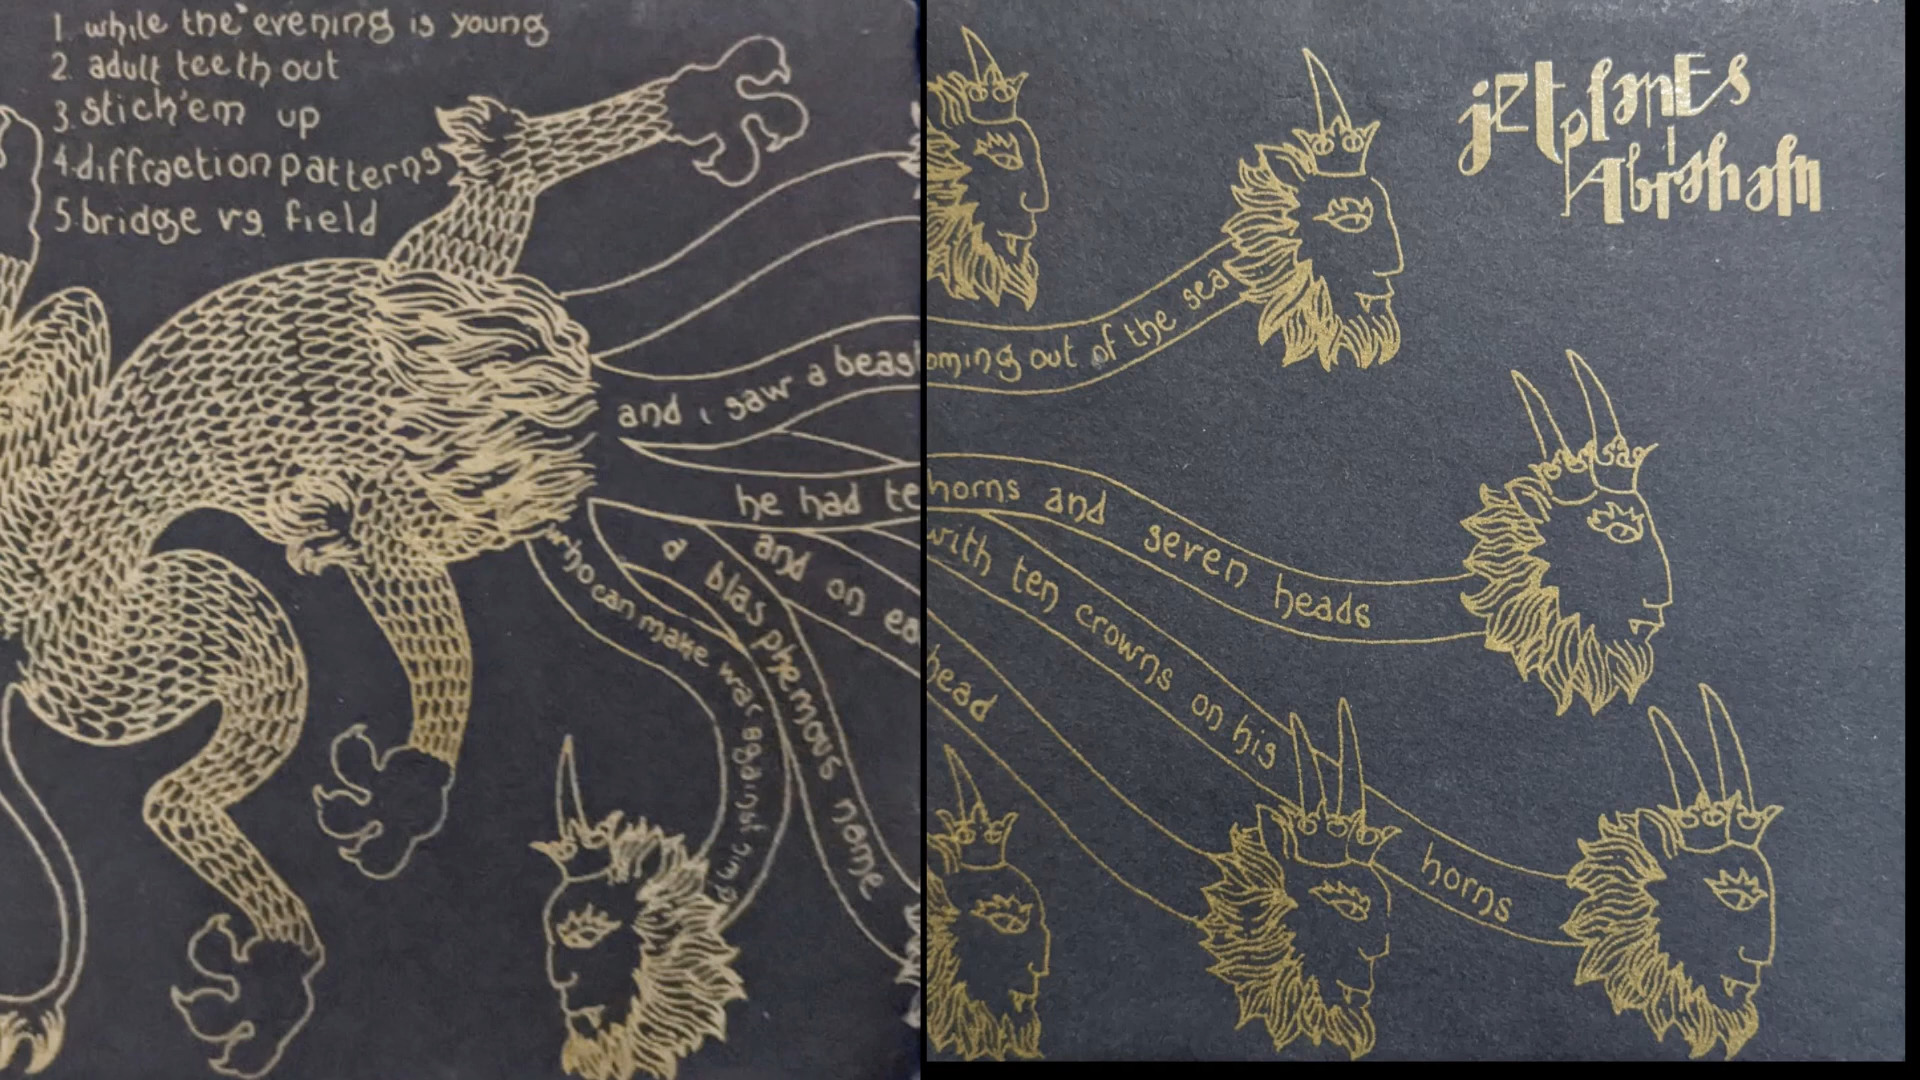 1. while the evening is young
2. adult teeth out
3. stick'em up
4. diffraction patterns
5. bridge vs. field
jetplanes
Abraham
and i saw a beast
oming out of the sea
he had te
horns and seven heads
with ten crowns on his
horns
and on ea
head
a blasphemous name
who can make war against him?